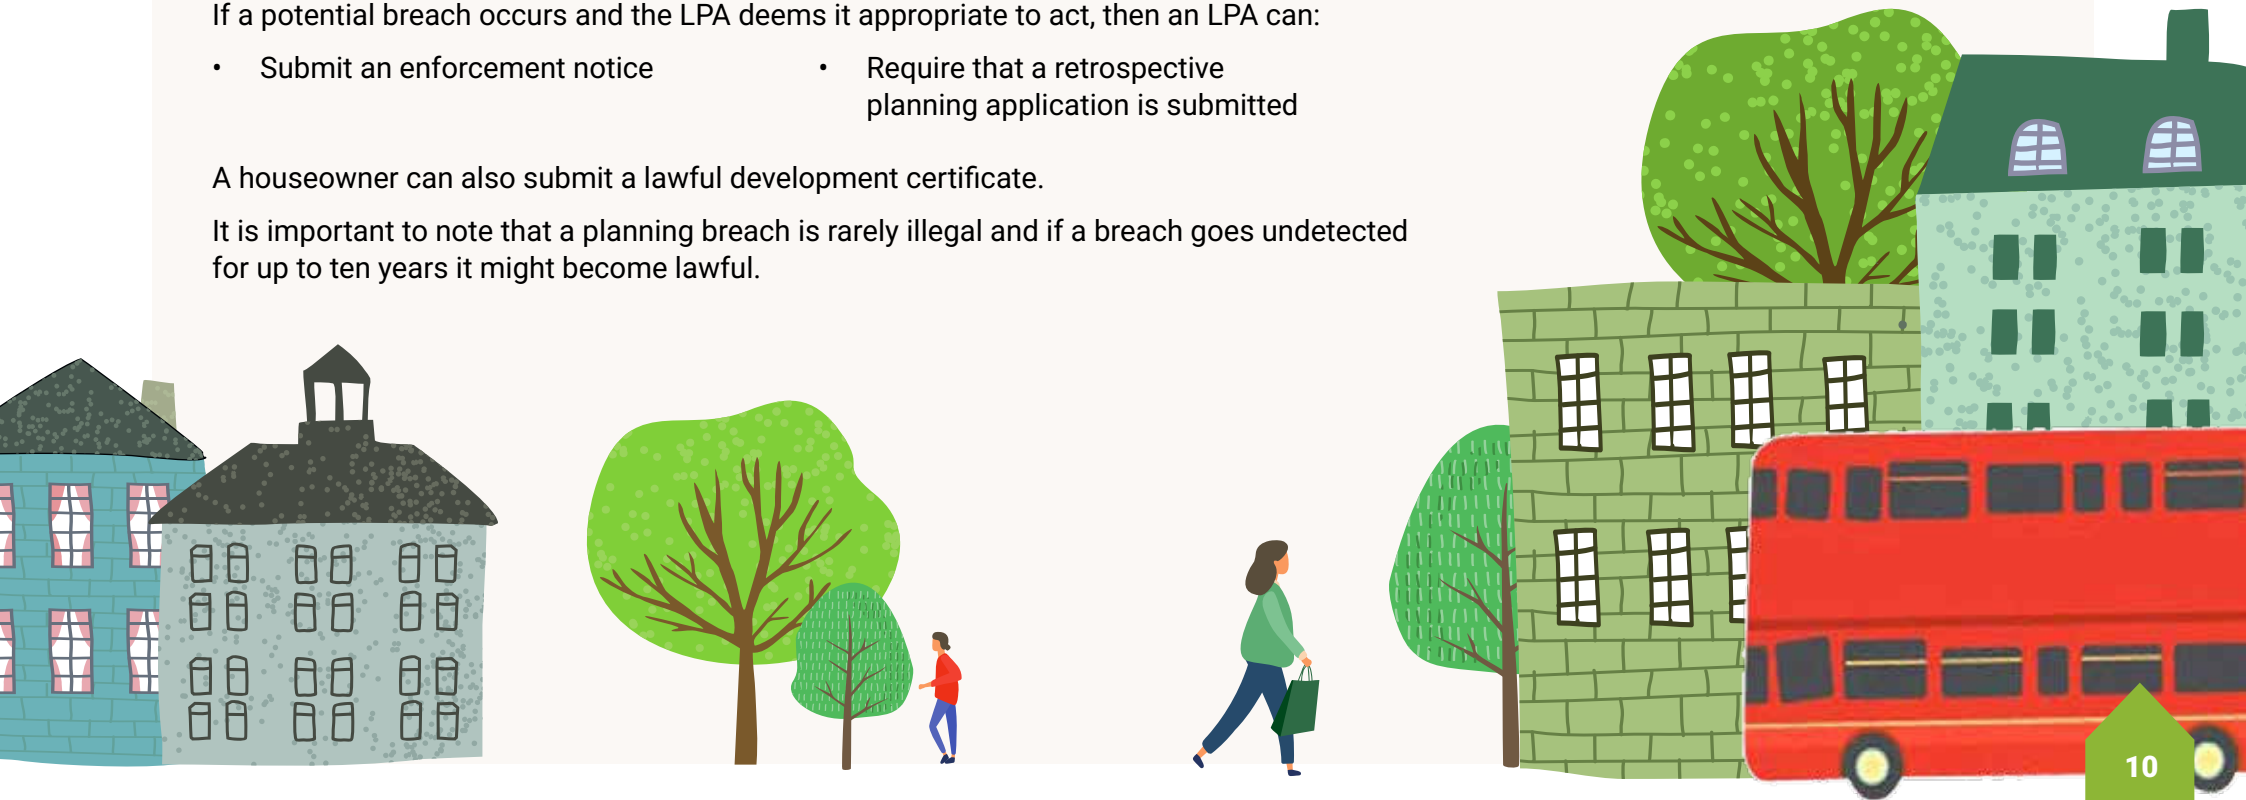 If a potential breach occurs and the LPA deems it appropriate to act, then an LPA can:
• Submit an enforcement notice
• Require that a retrospective
planning application is submitted
A houseowner can also submit a lawful development certificate.
It is important to note that a planning breach is rarely illegal and if a breach goes undetected
for up to ten years it might become lawful.
10